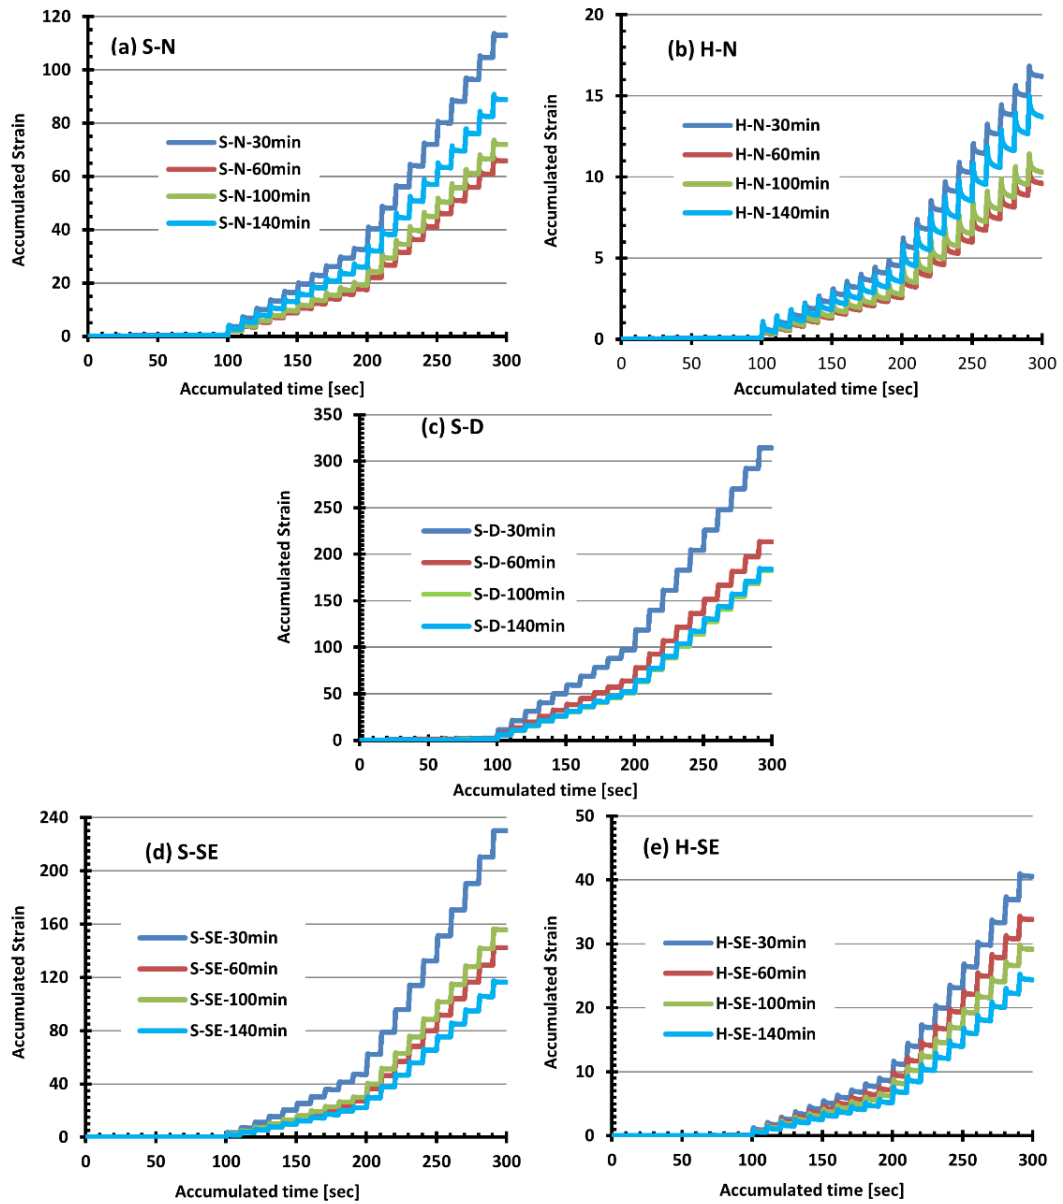 (a) S-N
120
100
80
60
40
20
0
Accumulated Strain
S-N-30min
S-N-60min
S-N-100min
S-N-140min
0 50 100 150 200 250 300
Accumulated time [sec]
(b) H-N
20
15
10
5
0
Accumulated Strain
H-N-30min
H-N-60min
H-N-100min
H-N-140min
0 50 100 150 200 250 300
Accumulated time [sec]
(c) S-D
350
300
250
200
150
100
50
0
Accumulated Strain
S-D-30min
S-D-60min
S-D-100min
S-D-140min
0 50 100 150 200 250 300
Accumulated time [sec]
(d) S-SE
240
200
160
120
80
40
0
Accumulated Strain
S-SE-30min
S-SE-60min
S-SE-100min
S-SE-140min
0 50 100 150 200 250 300
Accumulated time [sec]
(e) H-SE
50
40
30
20
10
0
Accumulated Strain
H-SE-30min
H-SE-60min
H-SE-100min
H-SE-140min
0 50 100 150 200 250 300
Accumulated time [sec]